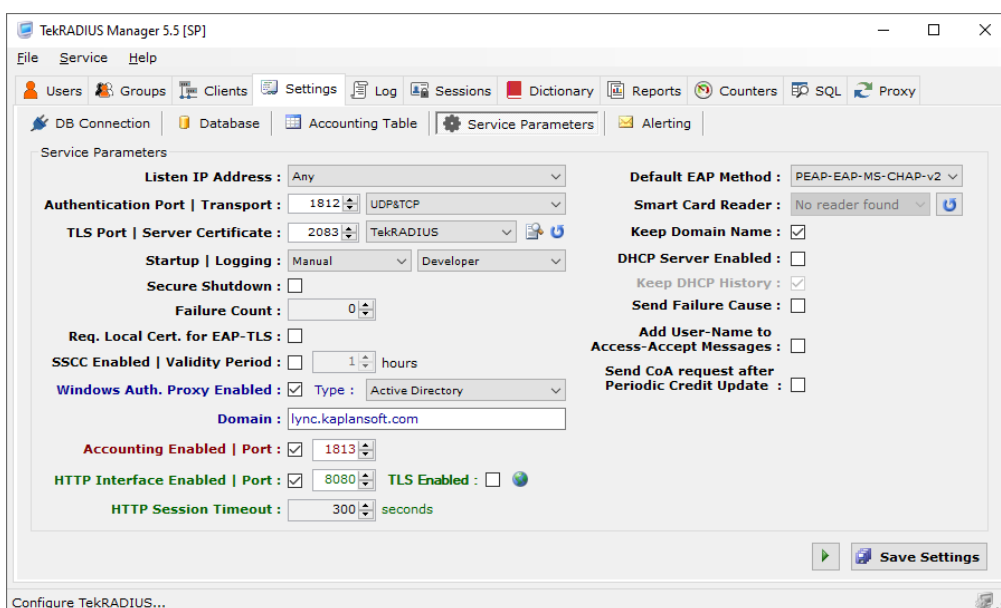 TekRADIUS Manager 5.5 [SP]
File Service Help
Users Groups Clients Settings Log Sessions Dictionary Reports Counters SQL Proxy
DB Connection Database Accounting Table Service Parameters Alerting
Service Parameters
Listen IP Address : Any
Authentication Port | Transport : 1812 UDP&TCP
TLS Port | Server Certificate : 2083 TekRADIUS
Startup | Logging : Manual Developer
Secure Shutdown :
Failure Count : 0
Req. Local Cert. for EAP-TLS :
SSCC Enabled | Validity Period : 1 hours
Windows Auth. Proxy Enabled : Type : Active Directory
Domain : lync.kaplansoft.com
Accounting Enabled | Port : 1813
HTTP Interface Enabled | Port : 8080 TLS Enabled :
HTTP Session Timeout : 300 seconds
Default EAP Method : PEAP-EAP-MS-CHAP-v2
Smart Card Reader : No reader found
Keep Domain Name :
DHCP Server Enabled :
Keep DHCP History :
Send Failure Cause :
Add User-Name to
Access-Accept Messages :
Send CoA request after
Periodic Credit Update :
Save Settings
Configure TekRADIUS...